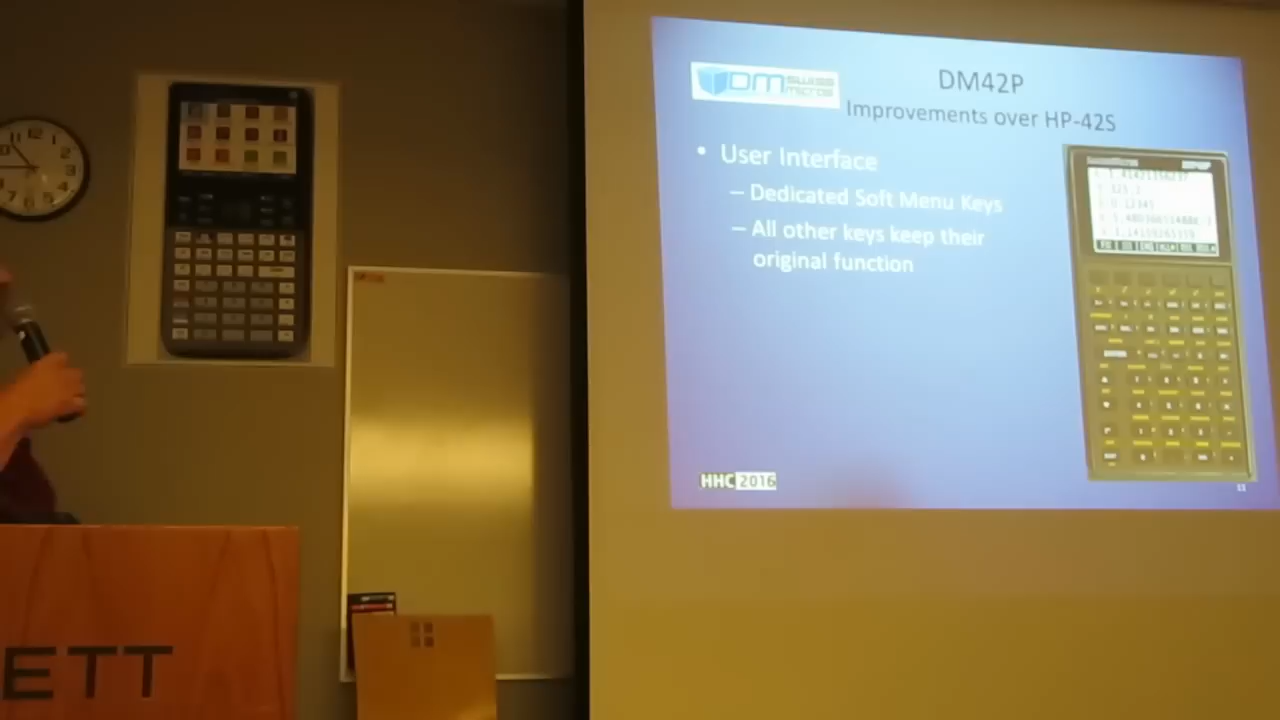 12
DM SWISS MICROS
DM42P
Improvements over HP-42S
• User Interface
– Dedicated Soft Menu Keys
– All other keys keep their
original function
HHC 2016
ETT